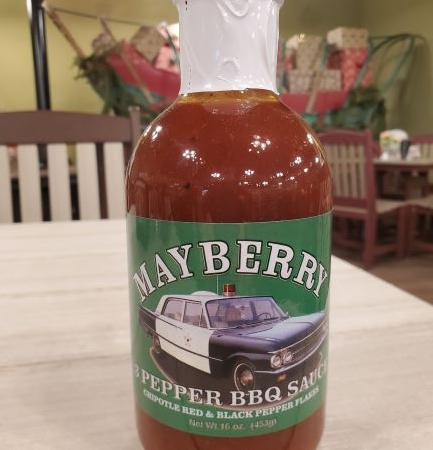 MAYBERRY
3 PEPPER BBQ SAUCE
CHIPOTLE RED & BLACK PEPPER FLAKES
Net Wt 16 oz. (453g)